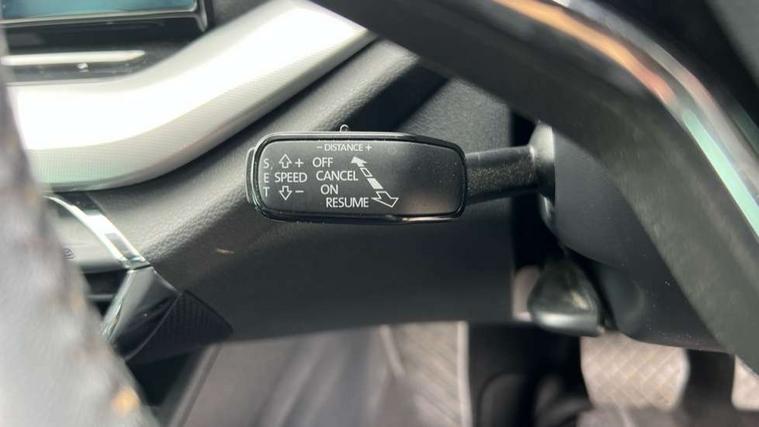 − DISTANCE +
S + OFF
E SPEED CANCEL
T − ON
RESUME